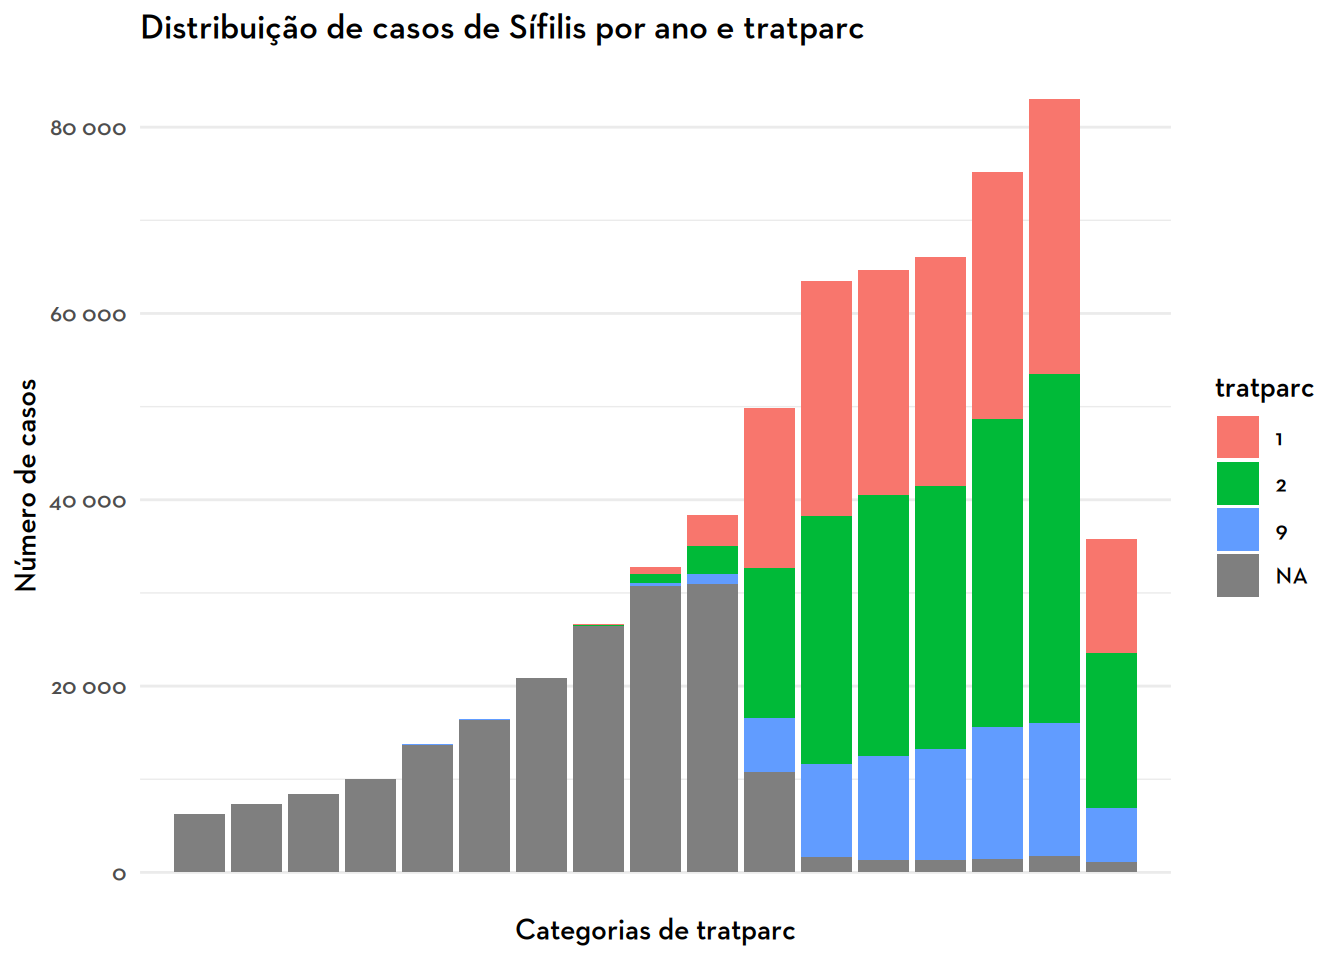 Distribuição de casos de Sífilis por ano e tratparc
80 000
60 000
40 000
20 000
0
Número de casos
Categorias de tratparc
tratparc
1
2
9
NA